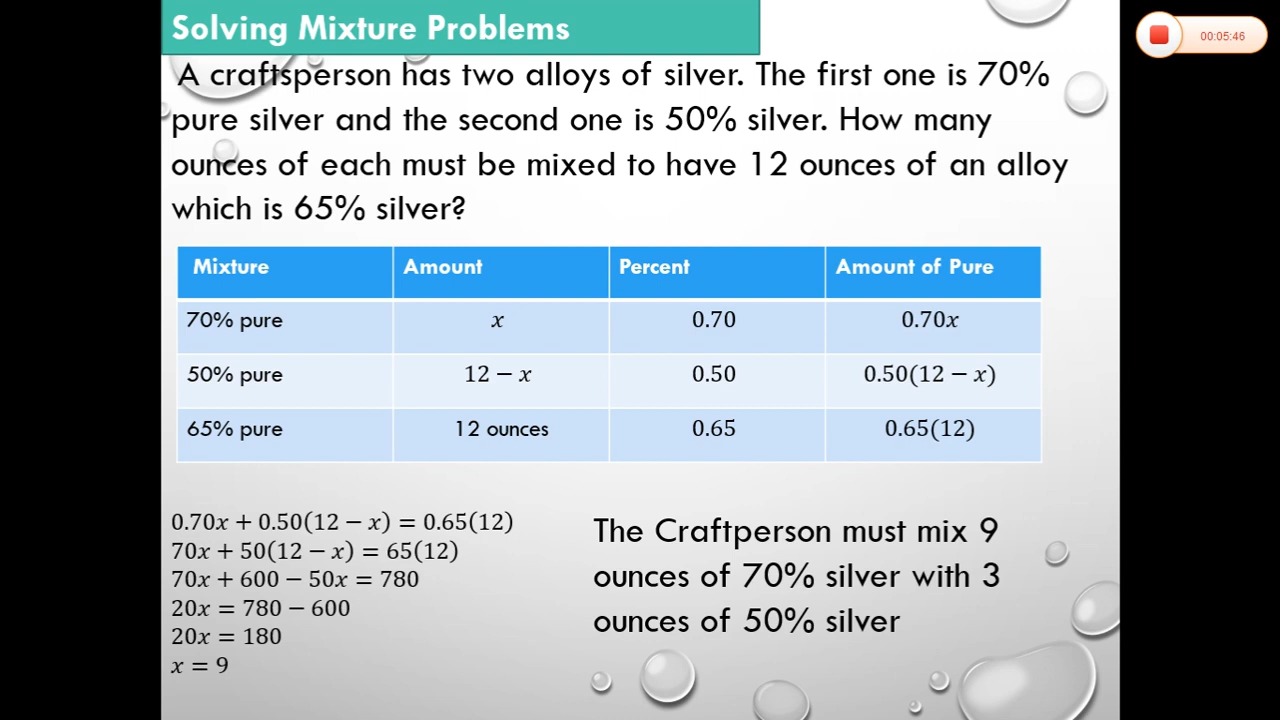 Solving Mixture Problems
00:05:46
A craftsperson has two alloys of silver. The first one is 70%
pure silver and the second one is 50% silver. How many
ounces of each must be mixed to have 12 ounces of an alloy
which is 65% silver?
Mixture Amount Percent Amount of Pure
70% pure 𝑥 0.70 0.70𝑥
50% pure 12 − 𝑥 0.50 0.50(12 − 𝑥)
65% pure 12 ounces 0.65 0.65(12)
0.70𝑥 + 0.50(12 − 𝑥) = 0.65(12)
70𝑥 + 50(12 − 𝑥) = 65(12)
70𝑥 + 600 − 50𝑥 = 780
20𝑥 = 780 − 600
20𝑥 = 180
𝑥 = 9
The Craftperson must mix 9
ounces of 70% silver with 3
ounces of 50% silver